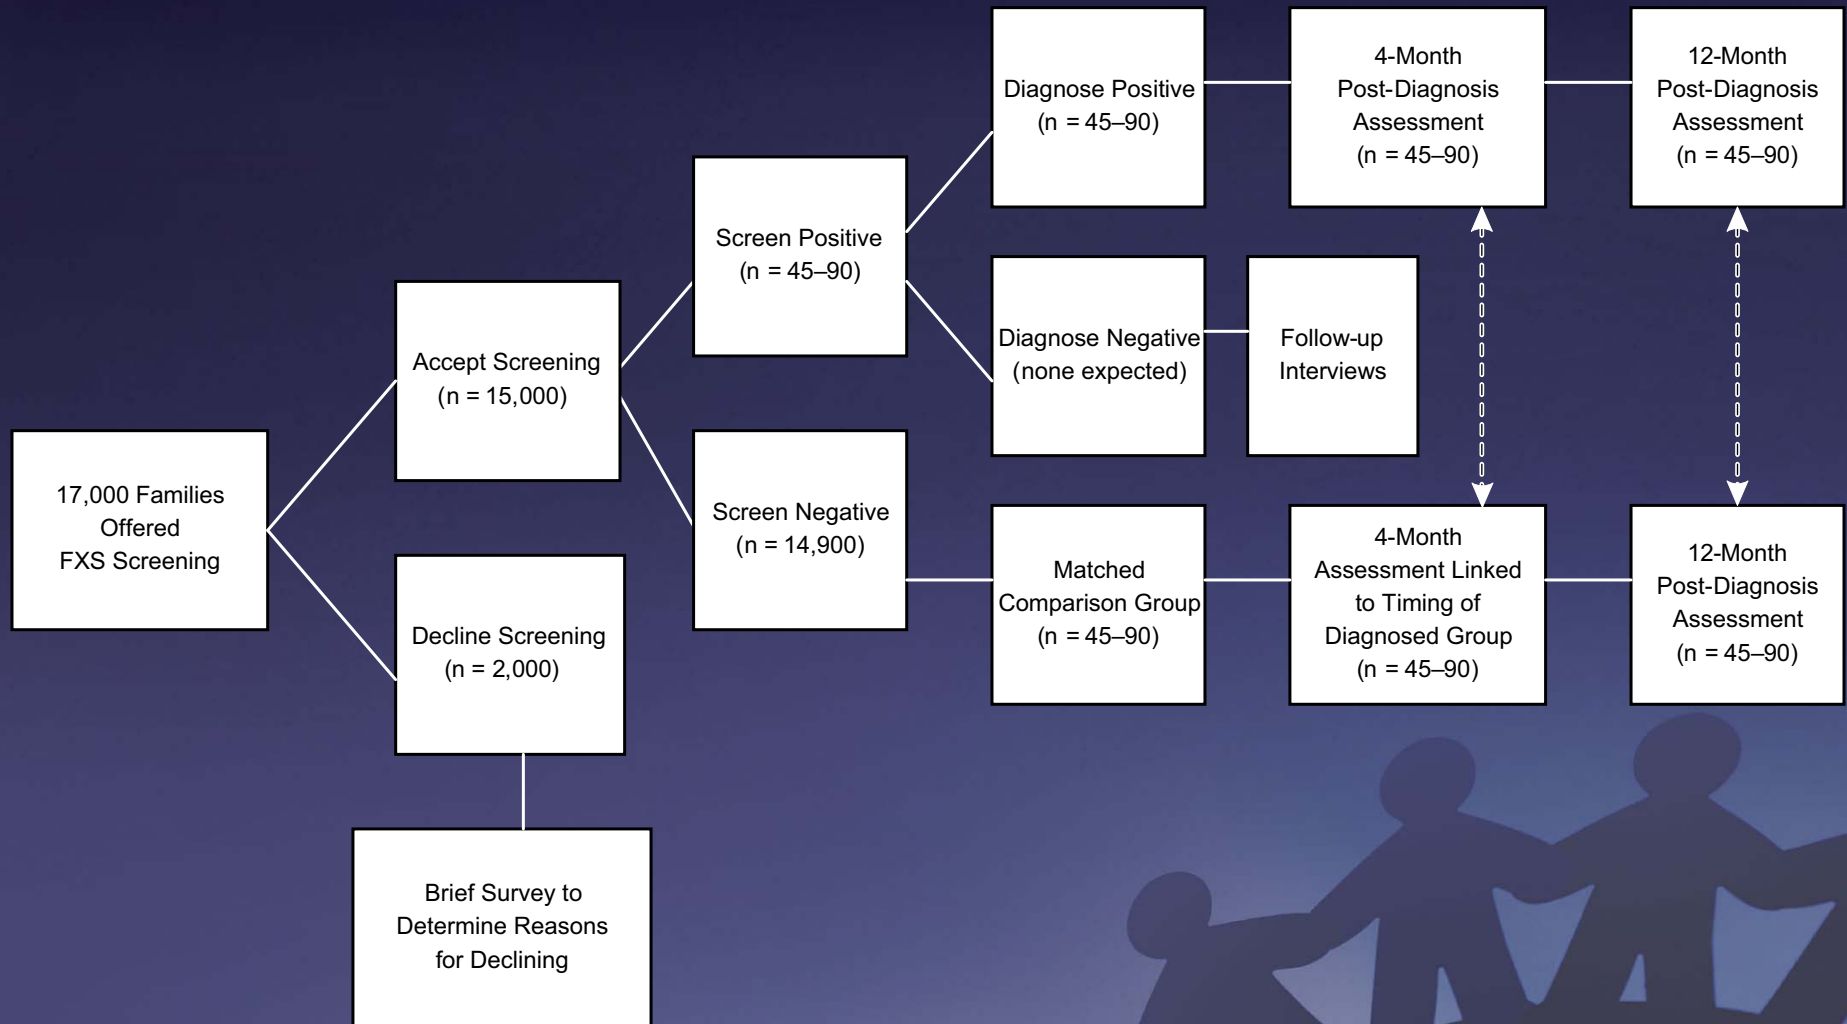 17,000 Families
Offered
FXS Screening
Accept Screening
(n = 15,000)
Decline Screening
(n = 2,000)
Brief Survey to
Determine Reasons
for Declining
Screen Positive
(n = 45–90)
Screen Negative
(n = 14,900)
Diagnose Positive
(n = 45–90)
4-Month
Post-Diagnosis
Assessment
(n = 45–90)
12-Month
Post-Diagnosis
Assessment
(n = 45–90)
Diagnose Negative
(none expected)
Follow-up
Interviews
Matched
Comparison Group
(n = 45–90)
4-Month
Assessment Linked
to Timing of
Diagnosed Group
(n = 45–90)
12-Month
Post-Diagnosis
Assessment
(n = 45–90)